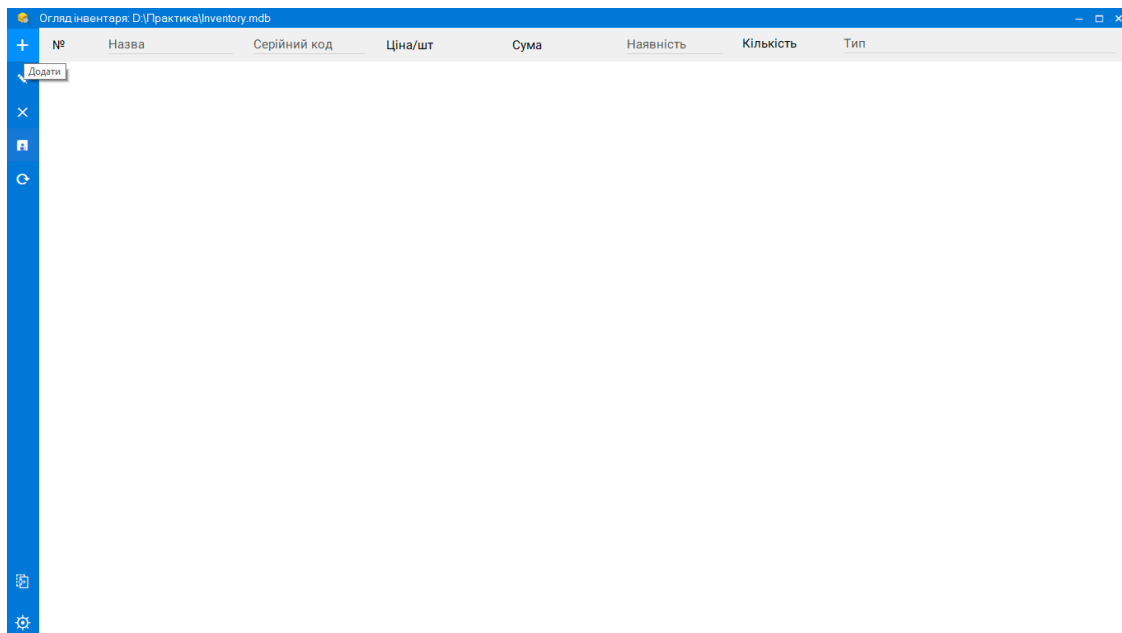 Огляд інвентаря: D:\Практика\Inventory.mdb
№ Назва Серійний код Ціна/шт Сума Наявність Кількість Тип
Додати